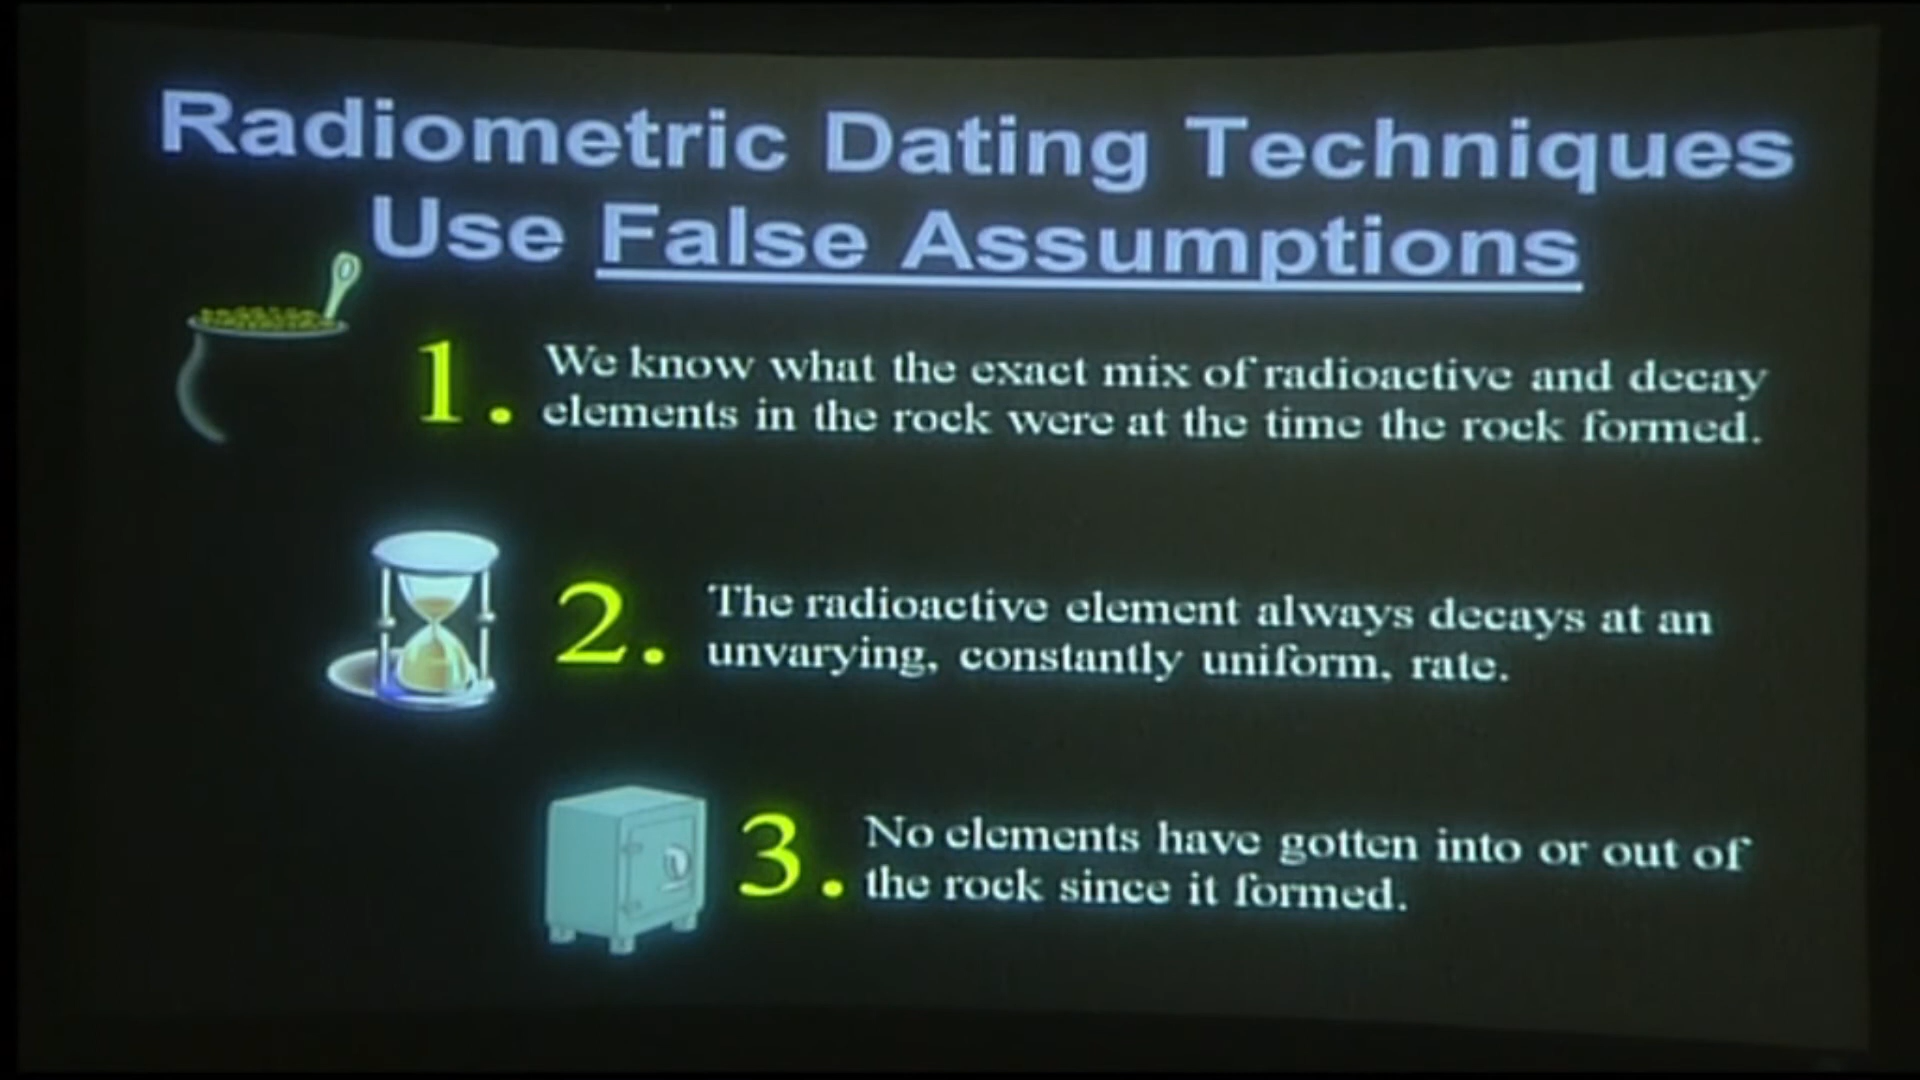 Radiometric Dating Techniques
Use False Assumptions
1. We know what the exact mix of radioactive and decay
elements in the rock were at the time the rock formed.
2. The radioactive element always decays at an
unvarying, constantly uniform, rate.
3. No elements have gotten into or out of
the rock since it formed.